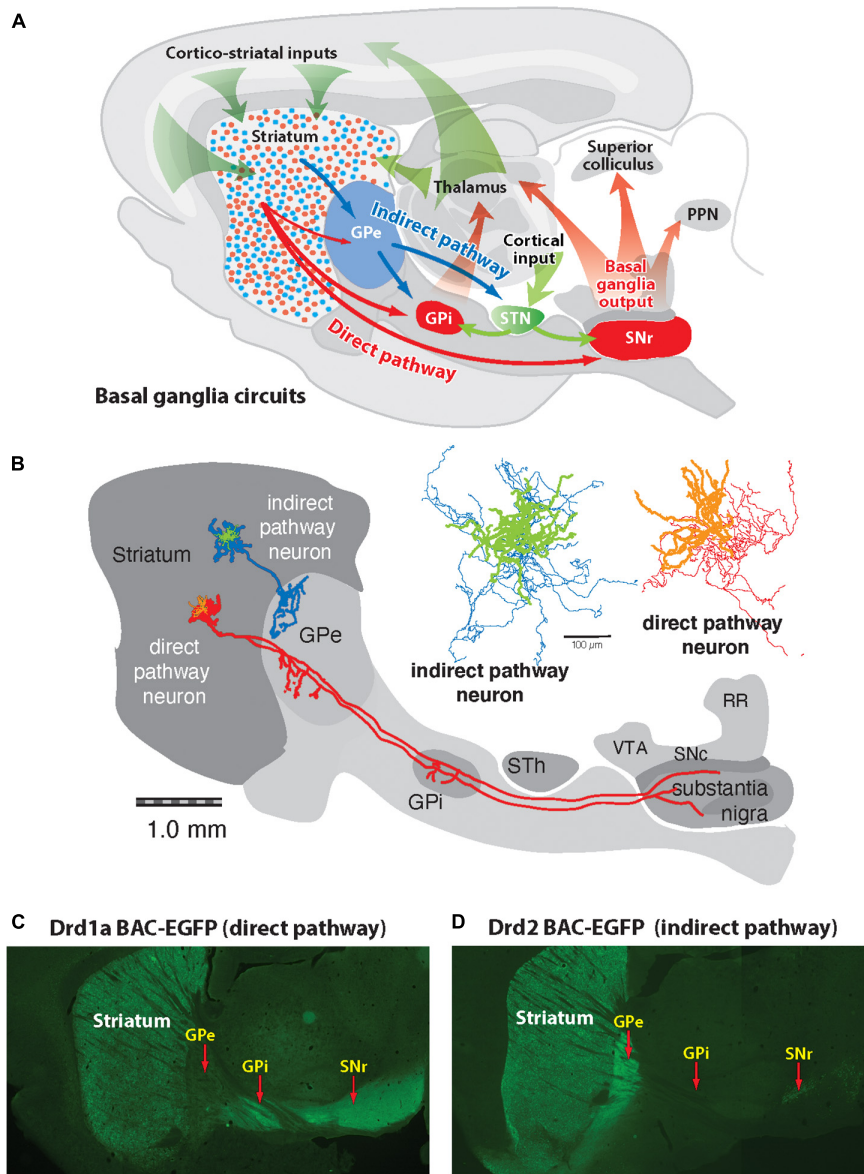 A
Cortico-striatal inputs
Striatum
Superior
colliculus
Thalamus
PPN
GPe
Indirect pathway
Cortical
input
Basal
ganglia
output
GPi
STN
SNr
Direct pathway
Basal ganglia circuits
B
indirect
pathway
neuron
Striatum
GPe
direct
pathway
neuron
100 µm
indirect pathway
neuron
direct pathway
neuron
RR
VTA
SNc
STh
substantia
nigra
GPi
1.0 mm
C
Drd1a BAC-EGFP (direct pathway)
Striatum
GPe
GPi
SNr
D
Drd2 BAC-EGFP (indirect pathway)
Striatum
GPe
GPi
SNr